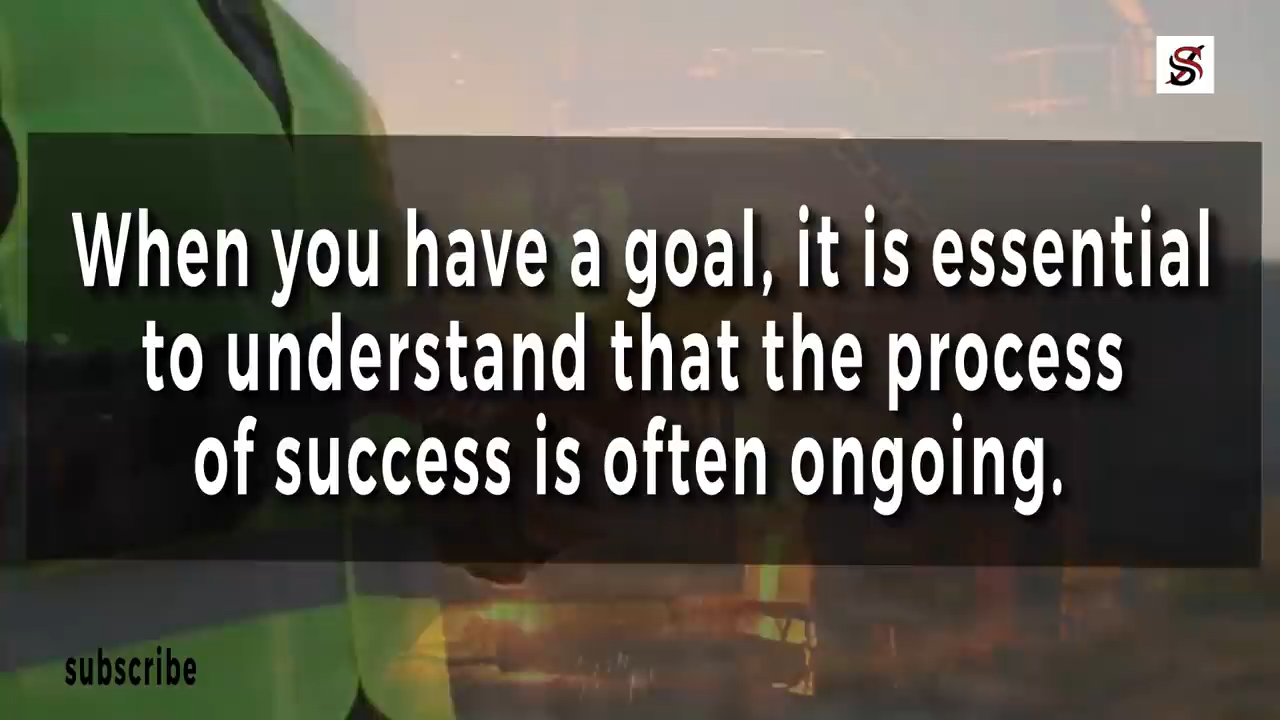 When you have a goal, it is essential
to understand that the process
of success is often ongoing.
subscribe